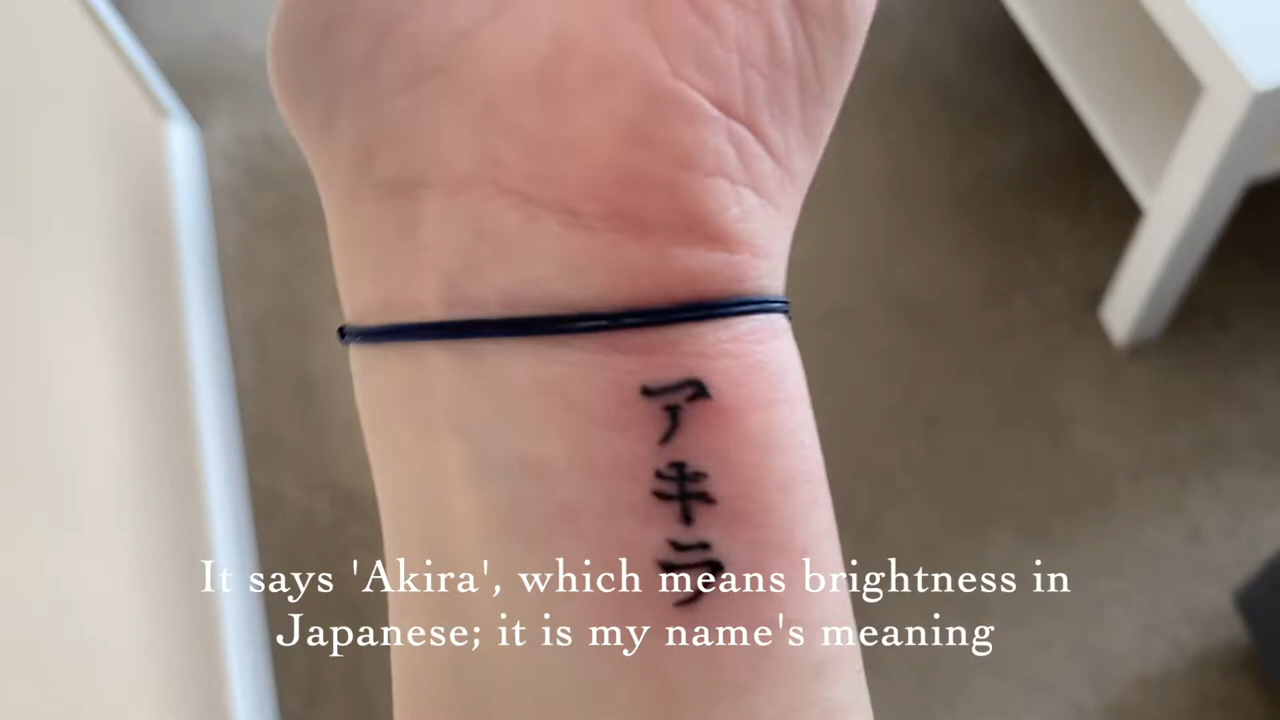 アキラ
It says 'Akira', which means brightness in
Japanese; it is my name's meaning